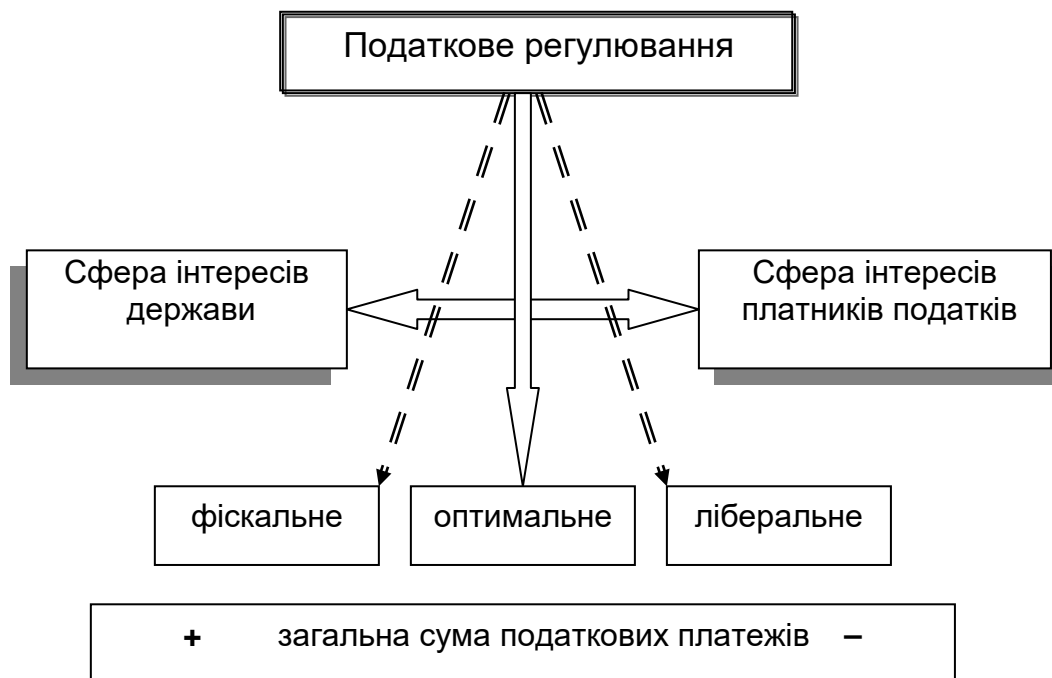 Податкове регулювання
Сфера інтересів
держави
Сфера інтересів
платників податків
фіскальне
оптимальне
ліберальне
+ загальна сума податкових платежів –